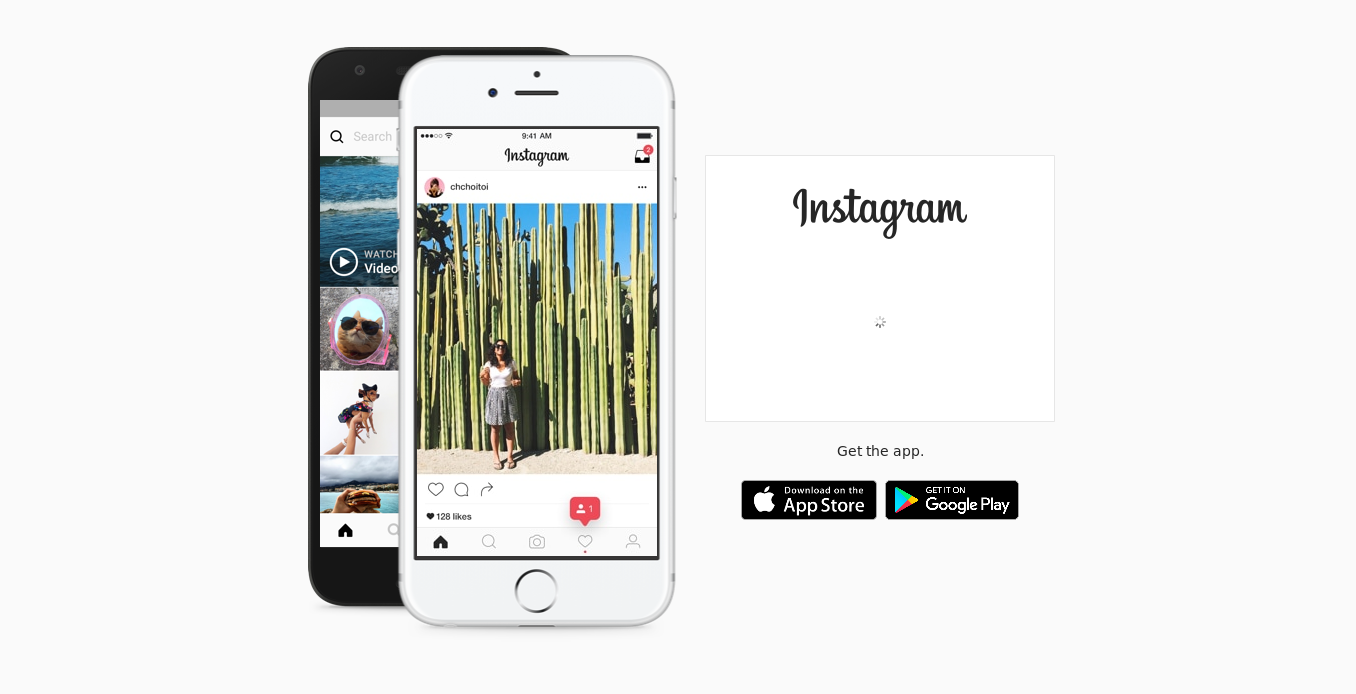 Search
WATCH
Video
9:41 AM
Instagram
2
chchoitoi
128 likes
1
Instagram
Get the app.
Download on the
App Store
GET IT ON
Google Play